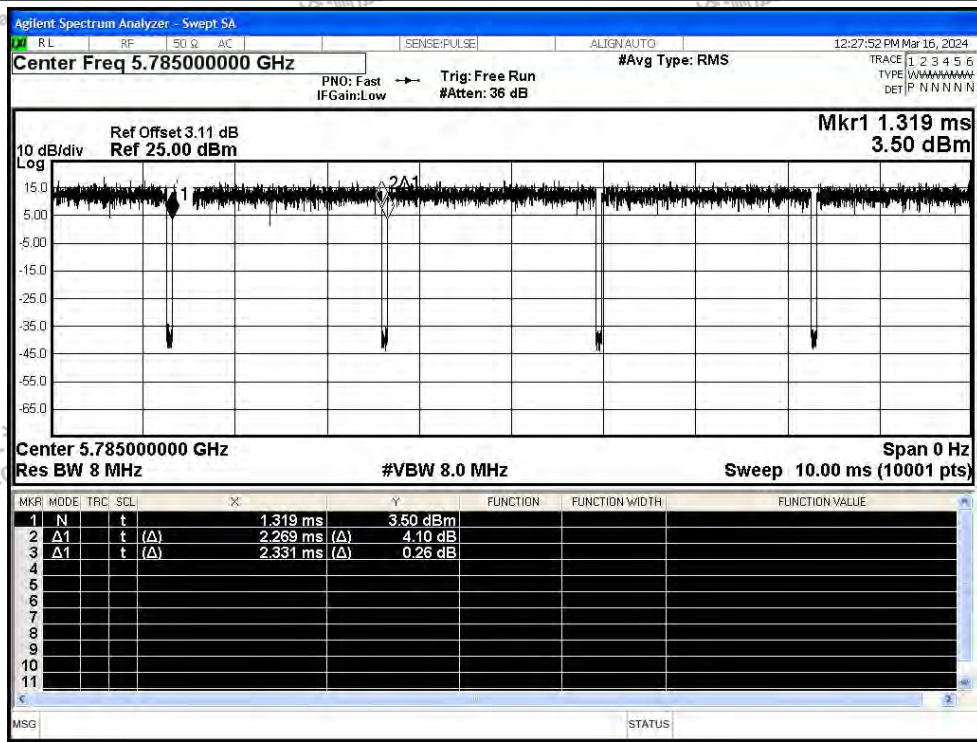 Agilent Spectrum Analyzer - Swept SA
RL RF 50 Ω AC SENSE:PULSE ALIGN AUTO 12:27:52 PM Mar 16, 2024
Center Freq 5.785000000 GHz #Avg Type: RMS TRACE 1 2 3 4 5 6
PNO: Fast Trig: Free Run TYPE WWWWWW
IFGain:Low #Atten: 36 dB DET P N N N N N
Mkr1 1.319 ms
Ref Offset 3.11 dB
10 dB/div Ref 25.00 dBm 3.50 dBm
Log
15.0
5.00
-5.00
-15.0
-25.0
-35.0
-45.0
-55.0
-65.0
1
2Δ1
Center 5.785000000 GHz Span 0 Hz
Res BW 8 MHz #VBW 8.0 MHz Sweep 10.00 ms (10001 pts)
MKR MODE TRC SCL X Y FUNCTION FUNCTION WIDTH FUNCTION VALUE
1 N t 1.319 ms 3.50 dBm
2 Δ1 t (Δ) 2.269 ms (Δ) 4.10 dB
3 Δ1 t (Δ) 2.331 ms (Δ) 0.26 dB
4
5
6
7
8
9
10
11
MSG STATUS